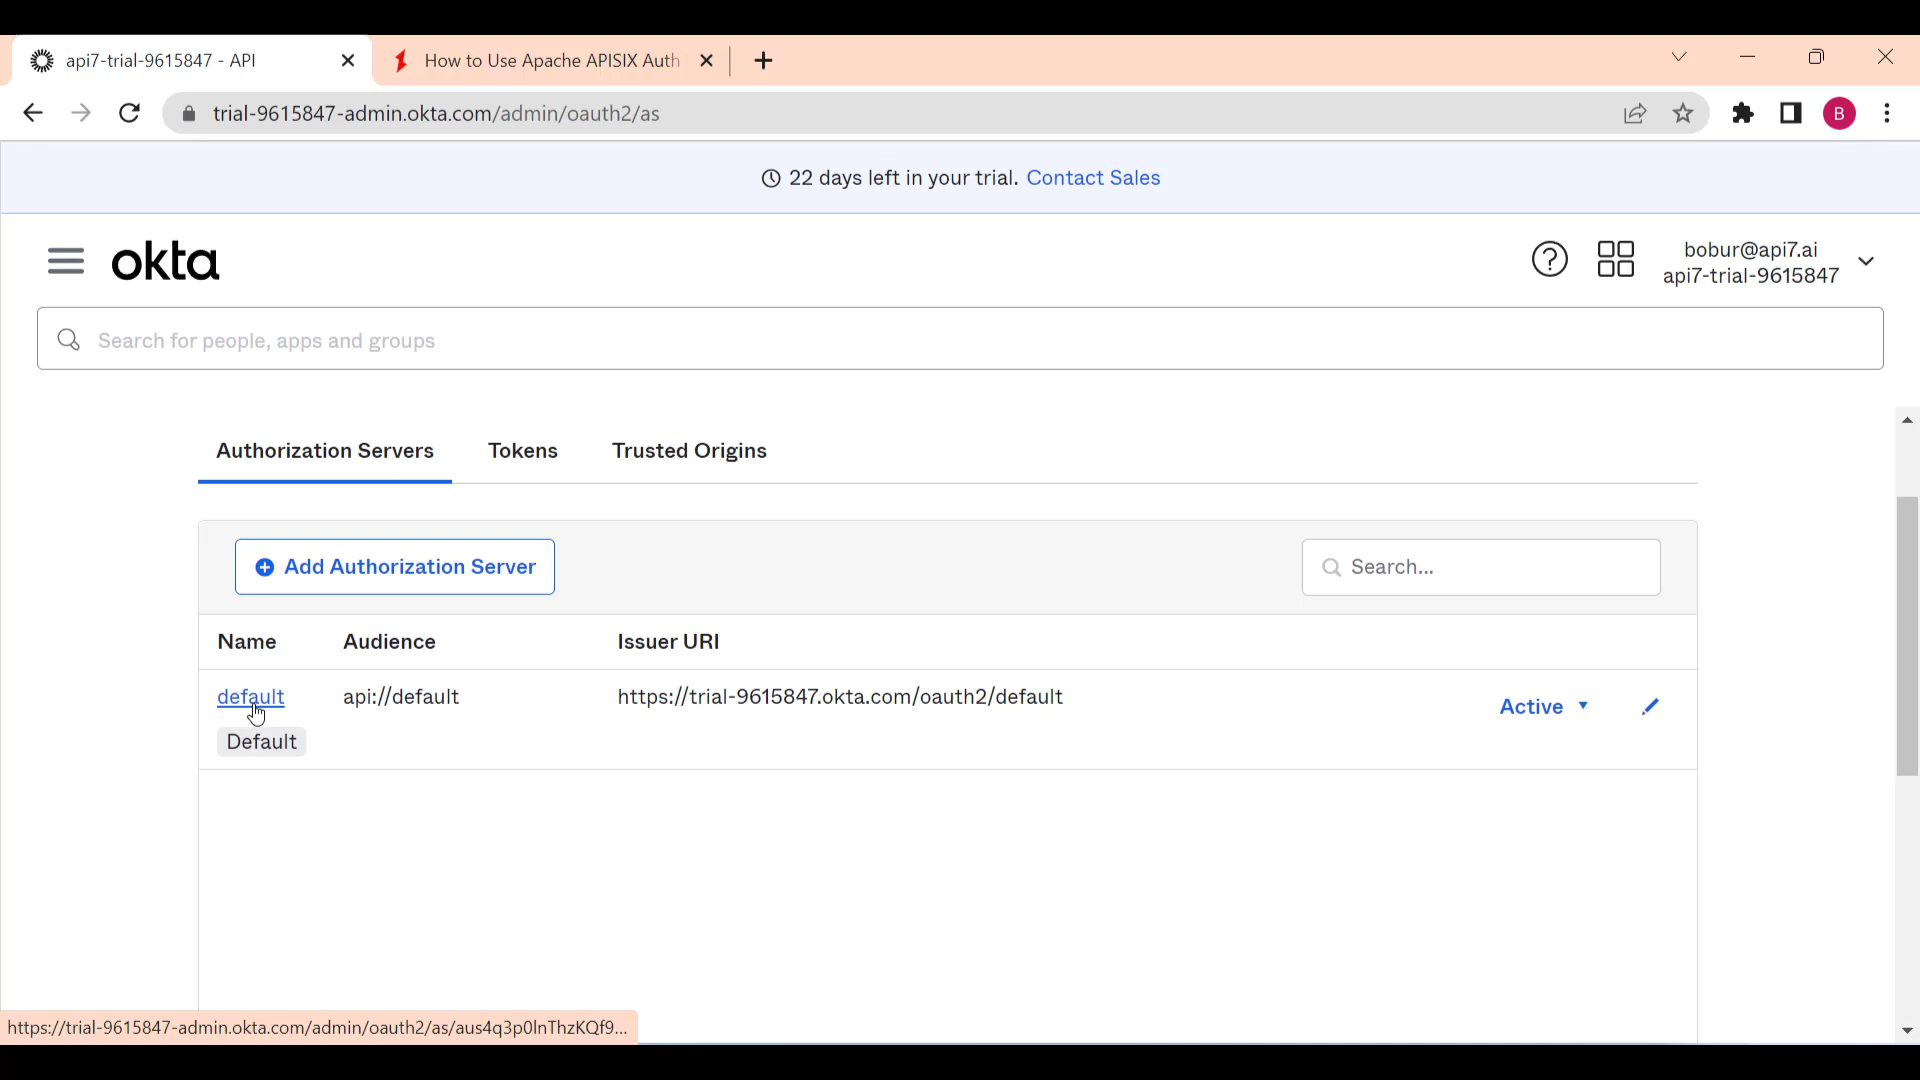 api7-trial-9615847 - API
How to Use Apache APISIX Auth
trial-9615847-admin.okta.com/admin/oauth2/as
B
22 days left in your trial. Contact Sales
okta
bobur@api7.ai
api7-trial-9615847
Search for people, apps and groups
Authorization Servers Tokens Trusted Origins
Add Authorization Server
Search...
Name Audience Issuer URI
default api://default https://trial-9615847.okta.com/oauth2/default Active
Default
https://trial-9615847-admin.okta.com/admin/oauth2/as/aus4q3p0lnThzKQf9...